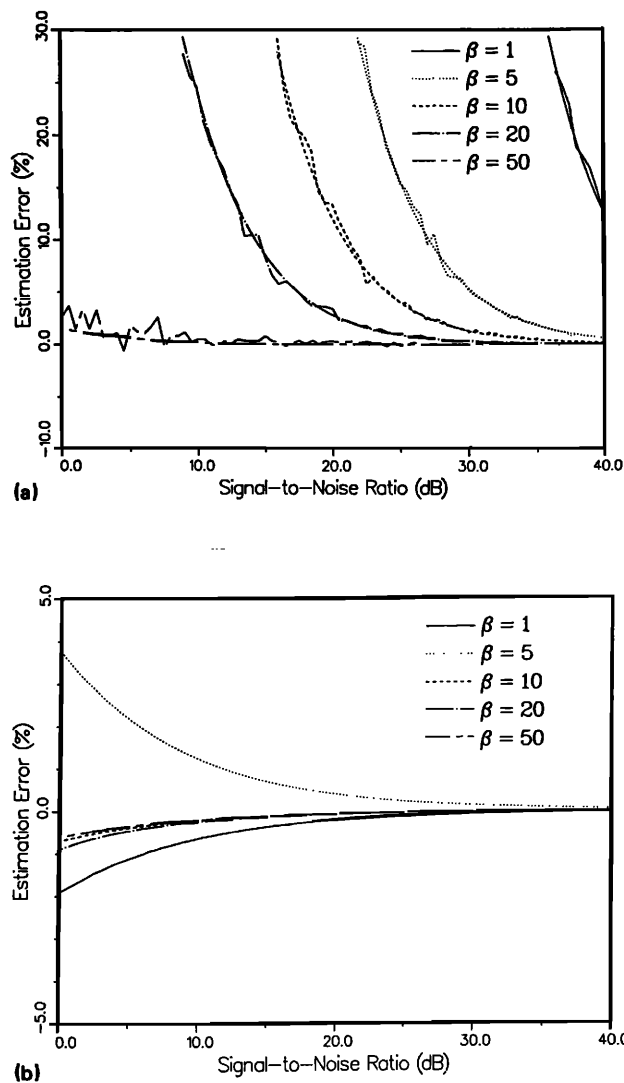 30.0
20.0
10.0
0.0
-10.0
Estimation Error (%)
β = 1
β = 5
β = 10
β = 20
β = 50
0.0 10.0 20.0 30.0 40.0
Signal-to-Noise Ratio (dB)
(a)
5.0
0.0
-5.0
Estimation Error (%)
β = 1
β = 5
β = 10
β = 20
β = 50
0.0 10.0 20.0 30.0 40.0
Signal-to-Noise Ratio (dB)
(b)